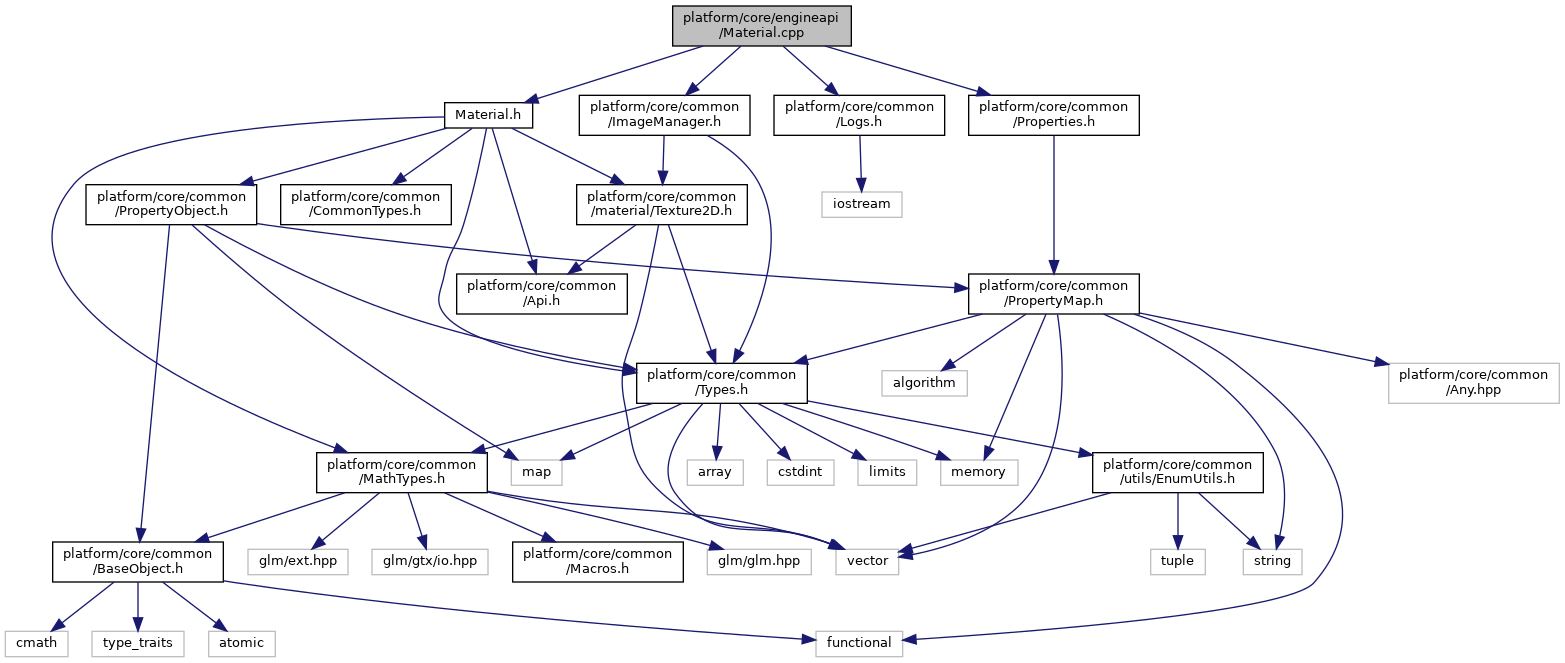 platform/core/engineapi
/Material.cpp
Material.h
platform/core/common
/ImageManager.h
platform/core/common
/Logs.h
platform/core/common
/Properties.h
platform/core/common
/PropertyObject.h
platform/core/common
/CommonTypes.h
platform/core/common
/material/Texture2D.h
iostream
platform/core/common
/Api.h
platform/core/common
/PropertyMap.h
platform/core/common
/Types.h
algorithm
platform/core/common
/Any.hpp
platform/core/common
/MathTypes.h
map
array
cstdint
limits
memory
platform/core/common
/utils/EnumUtils.h
platform/core/common
/BaseObject.h
glm/ext.hpp
glm/gtx/io.hpp
platform/core/common
/Macros.h
glm/glm.hpp
vector
tuple
string
cmath
type_traits
atomic
functional